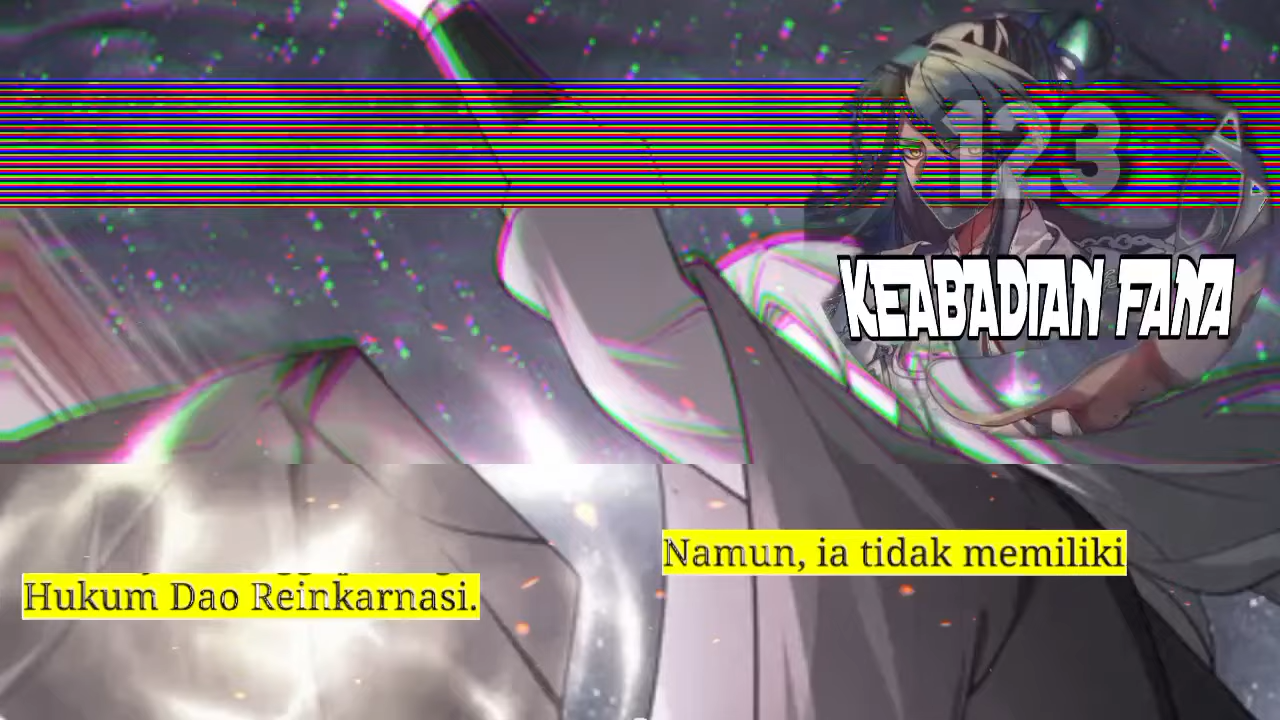 123
KEABADIAN FANA
Namun, ia tidak memiliki
Hukum Dao Reinkarnasi.